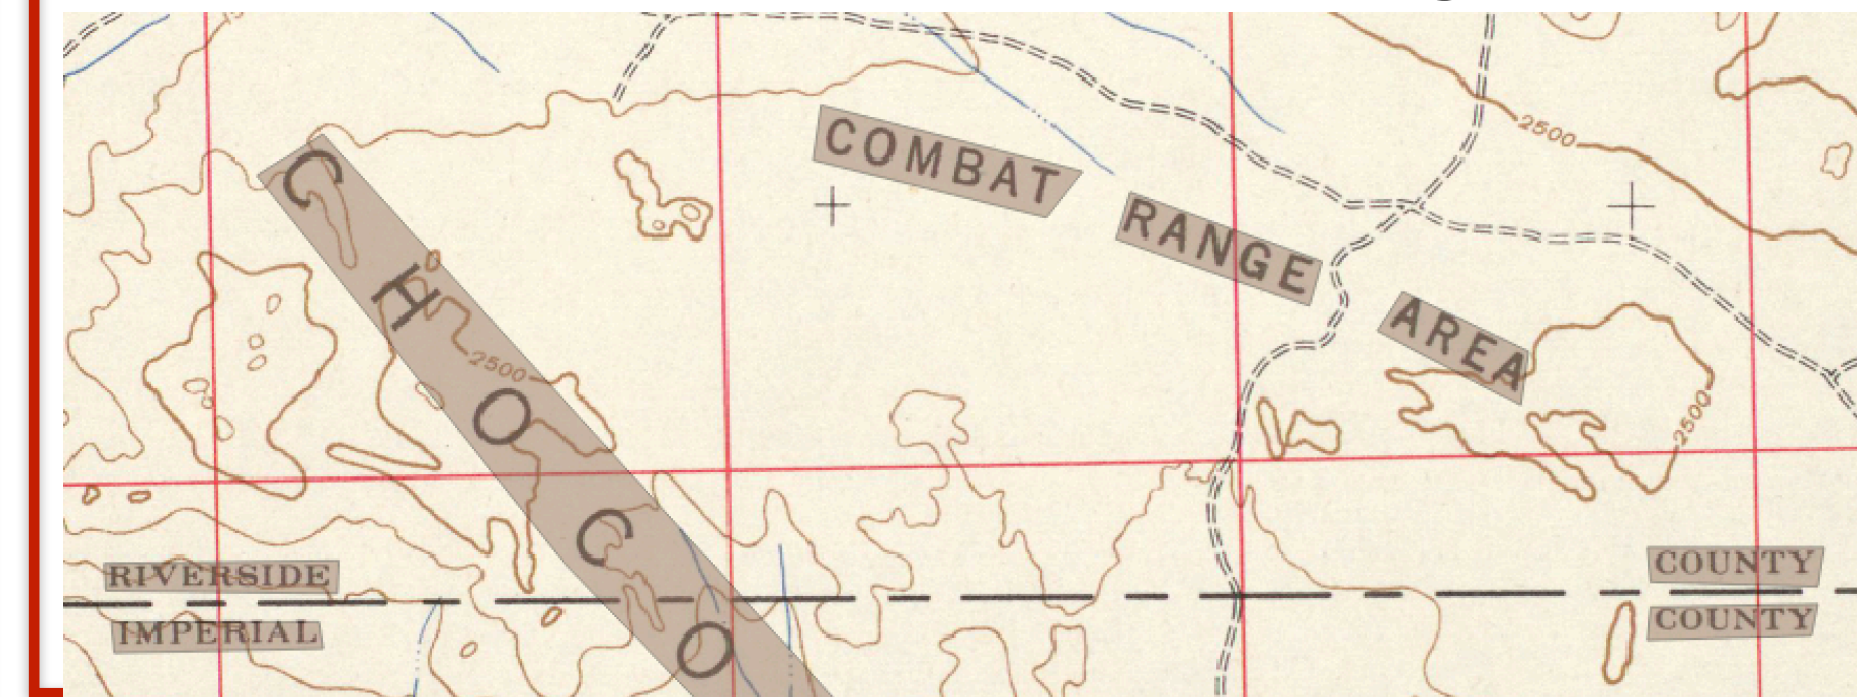 COMBAT RANGE AREA
2500
CHOCO
2500
2500
RIVERSIDE COUNTY
IMPERIAL COUNTY